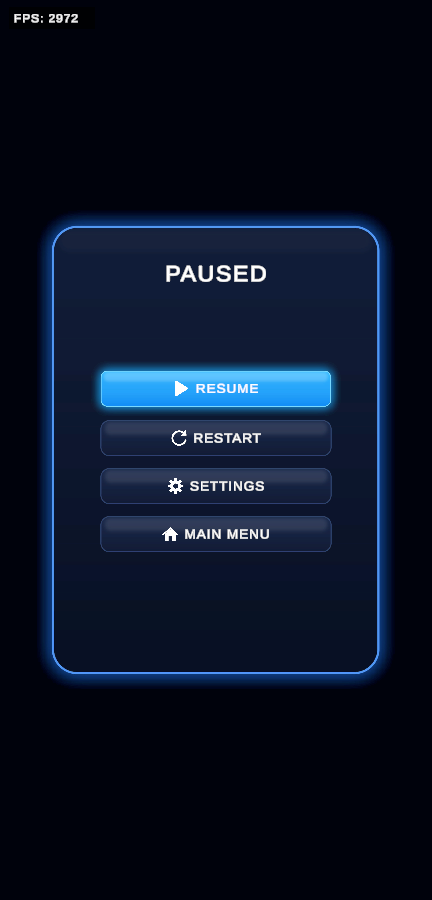 FPS: 2972
PAUSED
RESUME
RESTART
SETTINGS
MAIN MENU